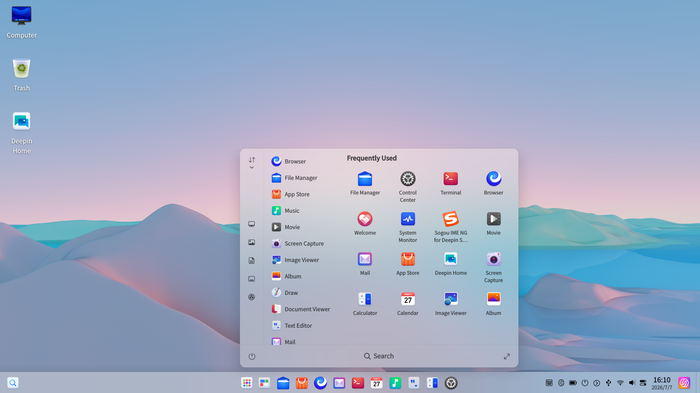 Computer
Trash
Deepin
Home
Browser
File Manager
App Store
Music
Movie
Screen Capture
Image Viewer
Album
Draw
Document Viewer
Text Editor
Mail
Frequently Used
File Manager
Control
Center
Terminal
Browser
Welcome
System
Monitor
Sogou IME NG
for Deepin S...
Movie
Mail
App Store
Deepin Home
Screen
Capture
27
Calculator
Calendar
Image Viewer
Album
Search
27
16:10
2026/7/7